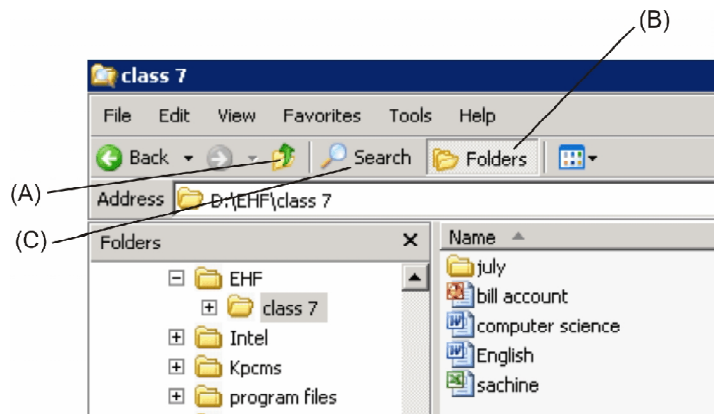 (B)
class 7
File Edit View Favorites Tools Help
Back Search Folders
(A)
Address D:\EHF\class 7
(C)
Folders Name
EHF july
class 7 bill account
Intel computer science
Kpcms English
program files sachine